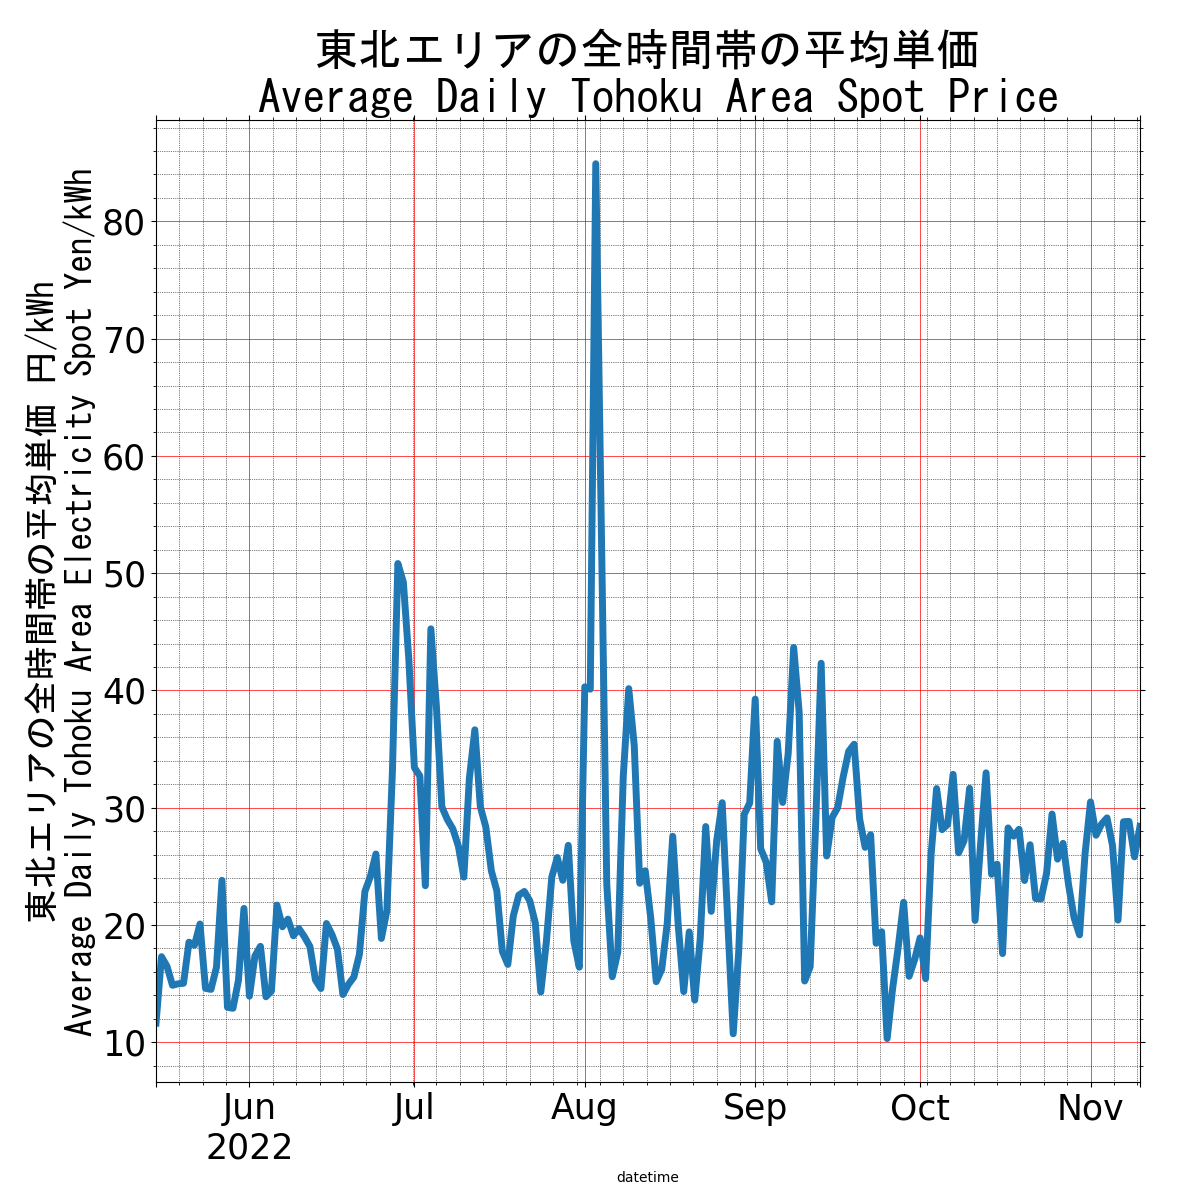 東北エリアの全時間帯の平均単価
Average Daily Tohoku Area Spot Price
東北エリアの全時間帯の平均単価 円/kWh
Average Daily Tohoku Area Electricity Spot Yen/kWh
80
70
60
50
40
30
20
10
Jun
2022
Jul
Aug
Sep
Oct
Nov
datetime